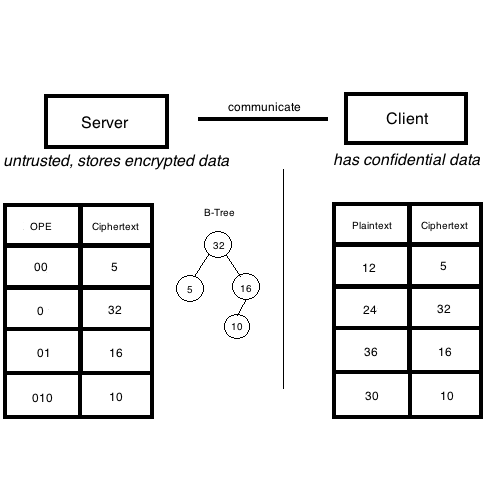 communicate
Server
Client
untrusted, stores encrypted data
has confidential data
OPE Ciphertext
00 5
0 32
01 16
010 10
B-Tree
32
5 16
10
Plaintext Ciphertext
12 5
24 32
36 16
30 10